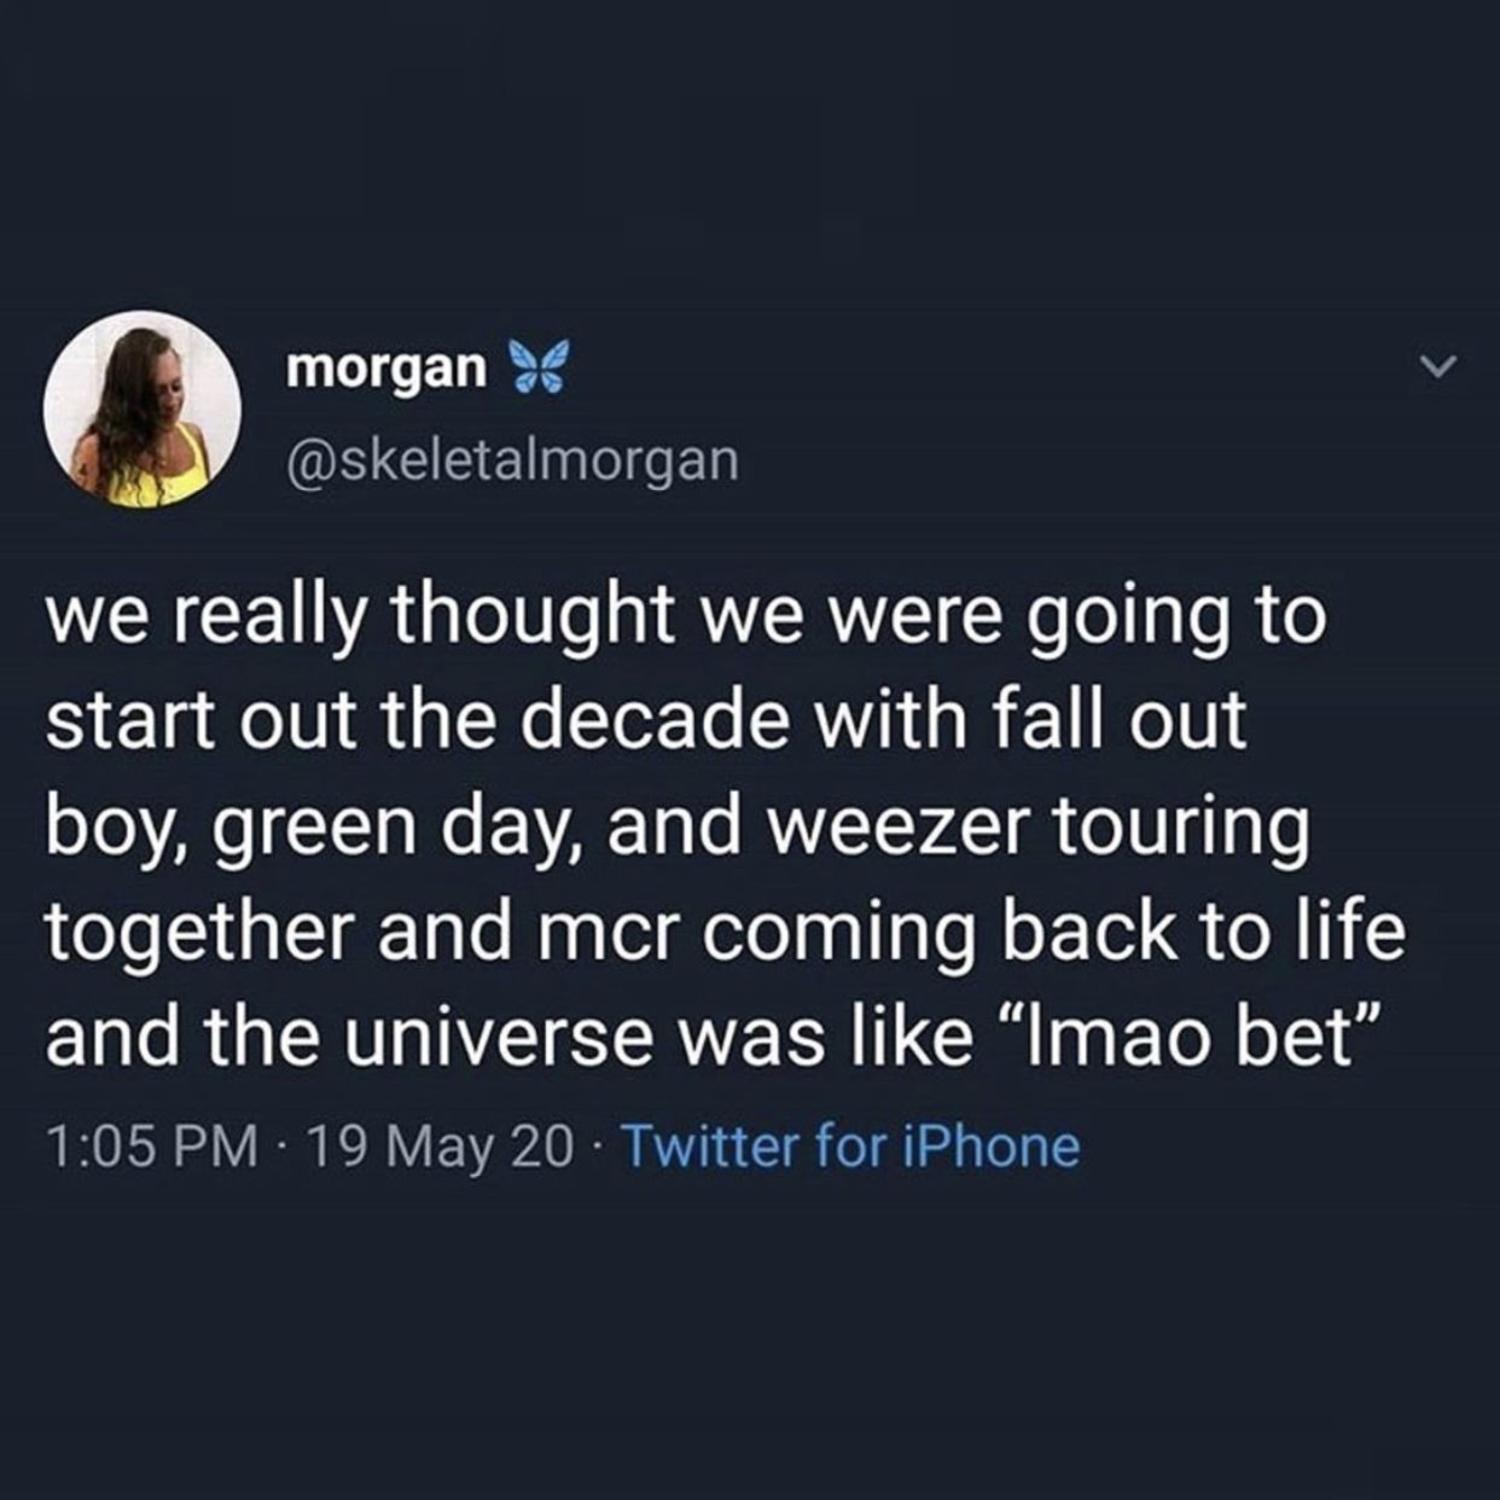 morgan 🦋
@skeletalmorgan
we really thought we were going to
start out the decade with fall out
boy, green day, and weezer touring
together and mcr coming back to life
and the universe was like “lmao bet”
1:05 PM · 19 May 20 · Twitter for iPhone